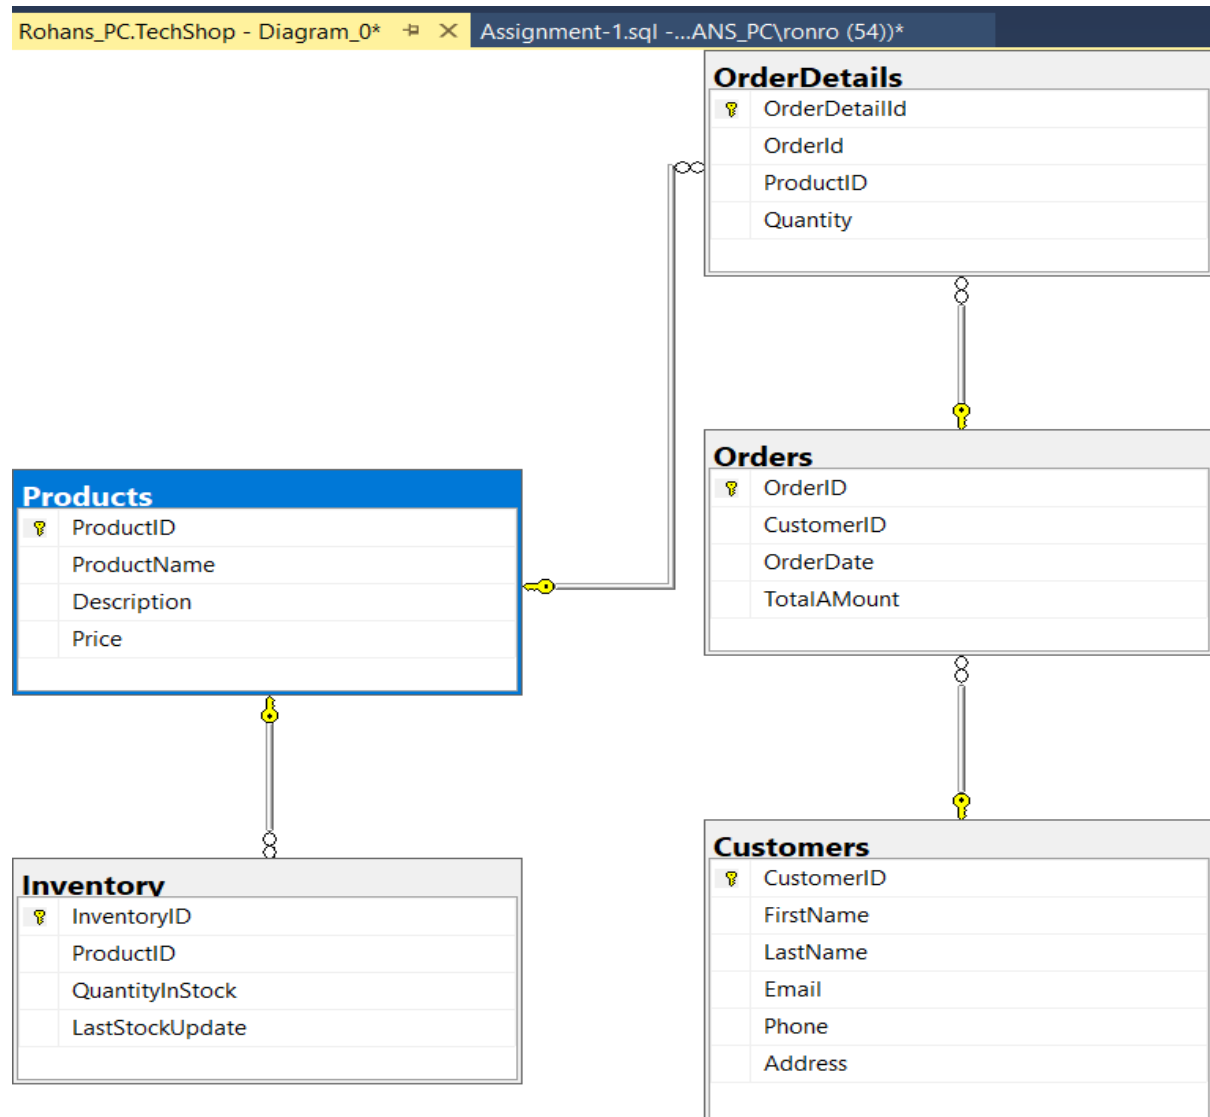 Rohans_PC.TechShop - Diagram_0*
Assignment-1.sql -...ANS_PC\ronro (54))*
OrderDetails
OrderDetailId
OrderId
ProductID
Quantity
Orders
OrderID
CustomerID
OrderDate
TotalAMount
Products
ProductID
ProductName
Description
Price
Inventory
InventoryID
ProductID
QuantityInStock
LastStockUpdate
Customers
CustomerID
FirstName
LastName
Email
Phone
Address